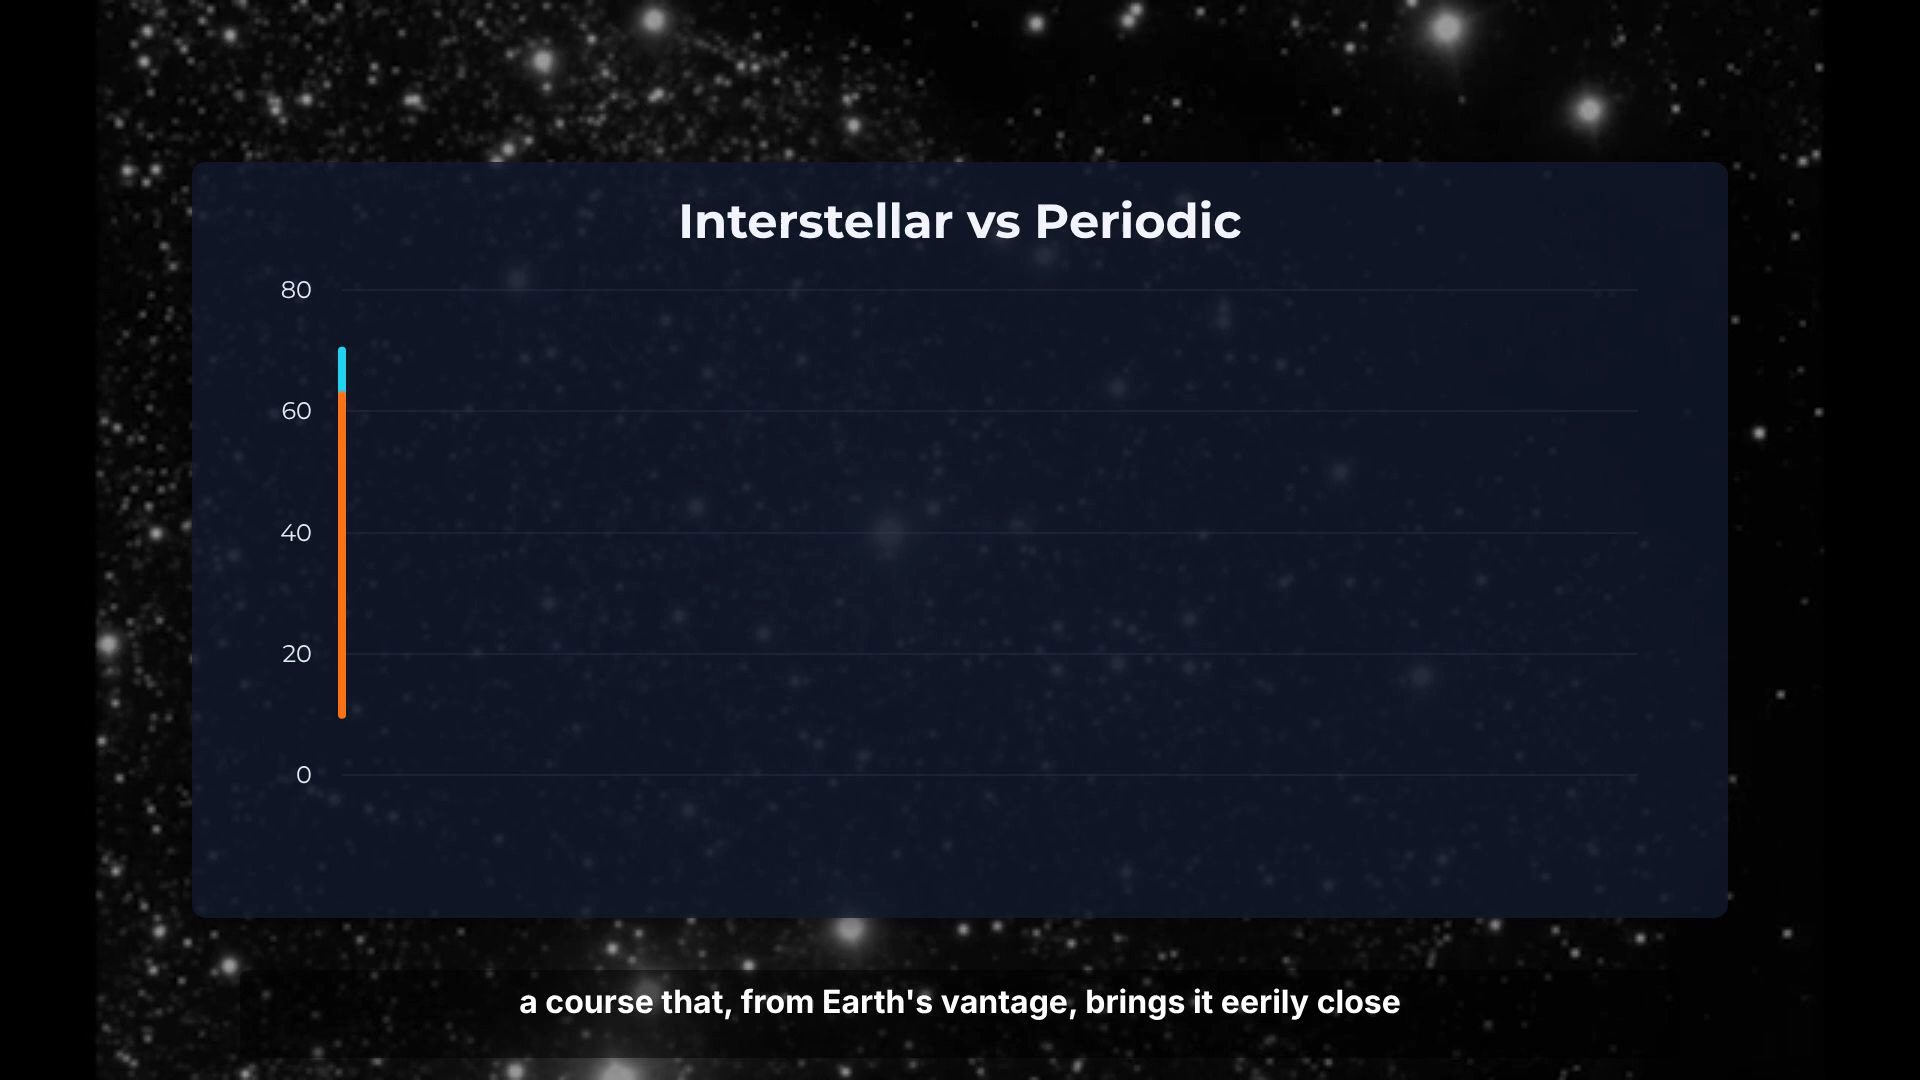 Interstellar vs Periodic
80
60
40
20
0
a course that, from Earth's vantage, brings it eerily close